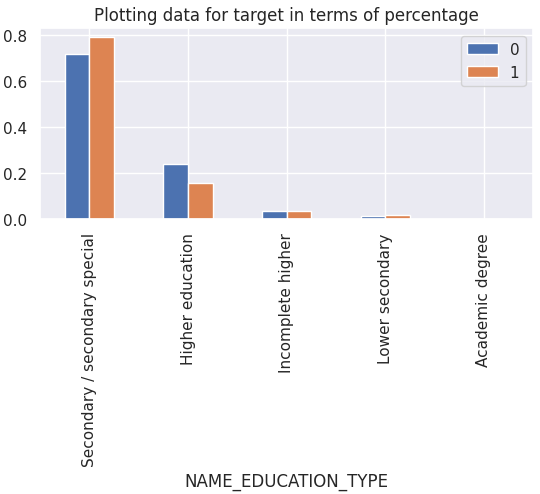 Plotting data for target in terms of percentage
0.8
0.6
0.4
0.2
0.0
0
1
Secondary / secondary special
Higher education
Incomplete higher
Lower secondary
Academic degree
NAME_EDUCATION_TYPE